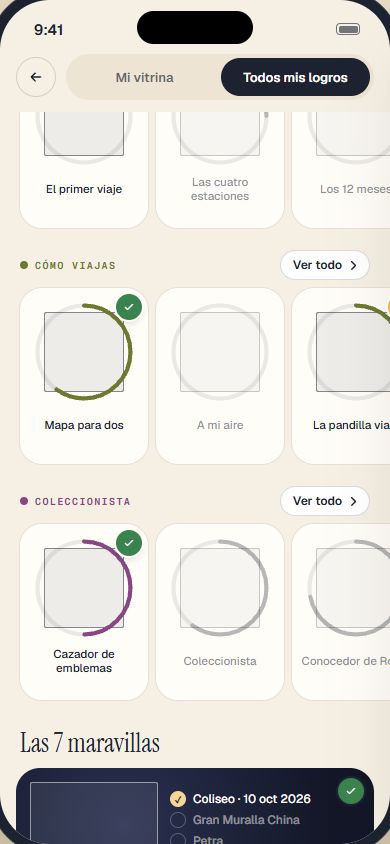 9:41
Mi vitrina
Todos mis logros
El primer viaje
Las cuatro
estaciones
Los 12 meses
CÓMO VIAJAS
Ver todo
Mapa para dos
A mi aire
La pandilla via
COLECCIONISTA
Ver todo
Cazador de
emblemas
Coleccionista
Conocedor de Ro
Las 7 maravillas
Coliseo · 10 oct 2026
Gran Muralla China
Petra